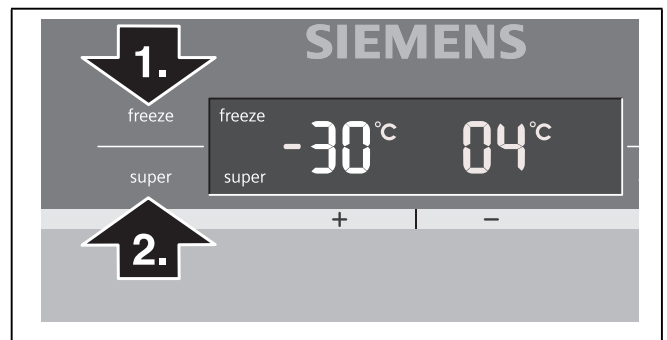 SIEMENS
1.
freeze
freeze
-30°C 04°C
super
super
+ −
2.